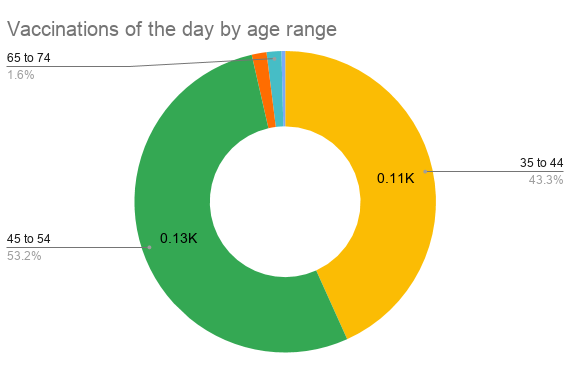 Vaccinations of the day by age range
65 to 74
1.6%
35 to 44
43.3%
0.11K
45 to 54
53.2%
0.13K